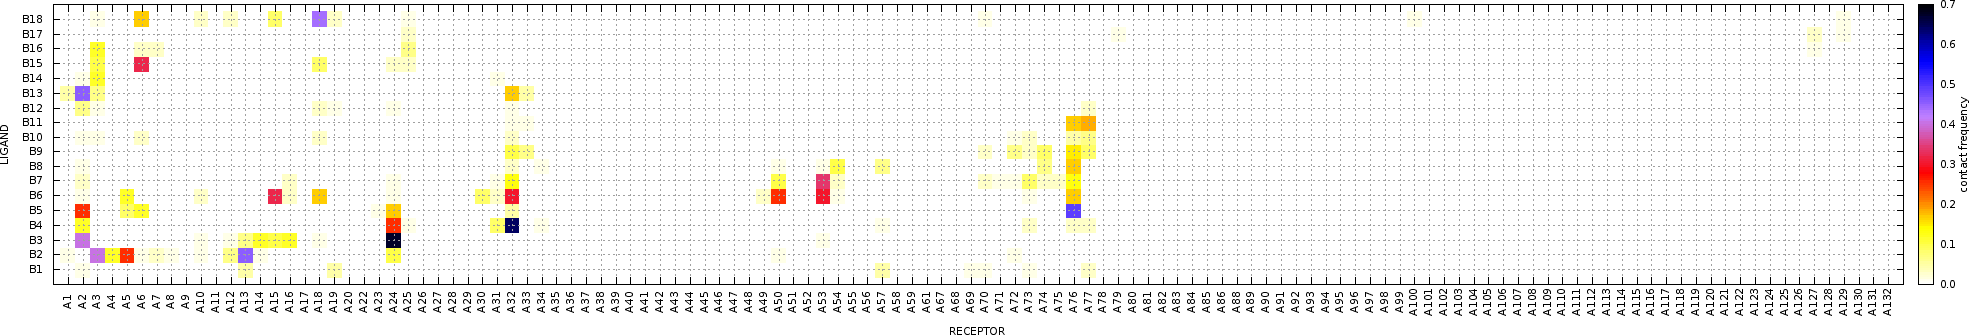 B18
B17
B16
B15
B14
B13
B12
B11
B10
B9
B8
B7
B6
B5
B4
B3
B2
B1
LIGAND
A1 A2 A3 A4 A5 A6 A7 A8 A9 A10 A11 A12 A13 A14 A15 A16 A17 A18 A19 A20 A22 A23 A24 A25 A26 A27 A28 A29 A30 A31 A32 A33 A34 A35 A36 A37 A38 A39 A40 A41 A42 A43 A44 A45 A46 A47 A48 A49 A50 A51 A52 A53 A54 A55 A56 A57 A58 A59 A61 A67 A68 A69 A70 A71 A72 A73 A74 A75 A76 A77 A78 A79 A80 A81 A82 A83 A84 A86 A87 A88 A89 A90 A91 A92 A93 A94 A95 A96 A97 A98 A99 A100 A101 A102 A103 A104 A105 A106 A107 A108 A109 A110 A111 A112 A113 A114 A115 A116 A117 A118 A119 A120 A121 A122 A123 A124 A125 A126 A127 A128 A129 A130 A131 A132
RECEPTOR
0.7
0.6
0.5
0.4
0.3
0.2
0.1
0.0
contact frequency